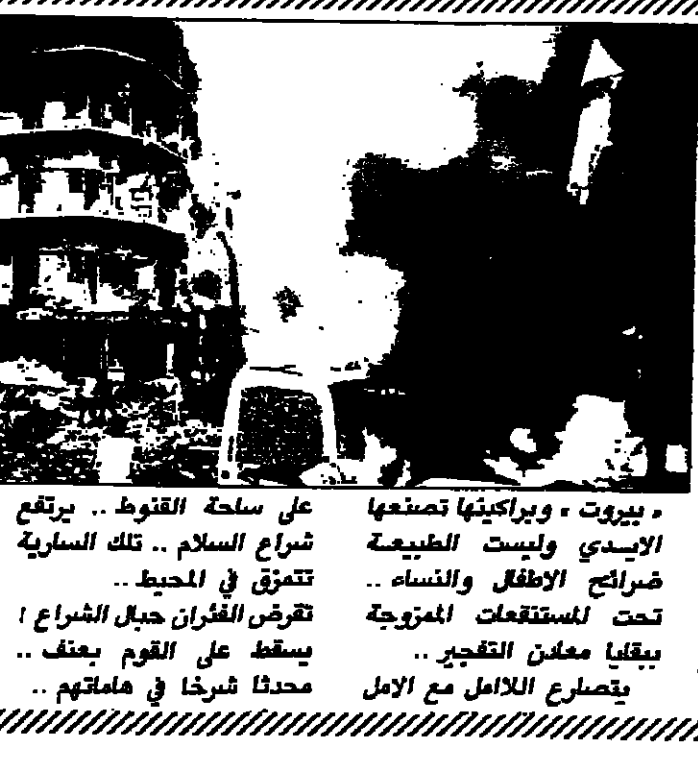 « بيروت » وبراكينها تصنعها
الايسدي وليست الطبيعسة
ضرائح الاطفال والنساء ..
تحت المستنقعات الممزوجة
ببقايا معادن التفجير ..
يتصارع اللاامل مع الامل
على ساحة القنوط .. يرتفع
شراع السلام .. تلك السارية
تتمزق في المحيط ..
تقرض الفئران حبال الشراع !
يسقط على القوم بعنف ..
محدثا شرخا في هاماتهم ..